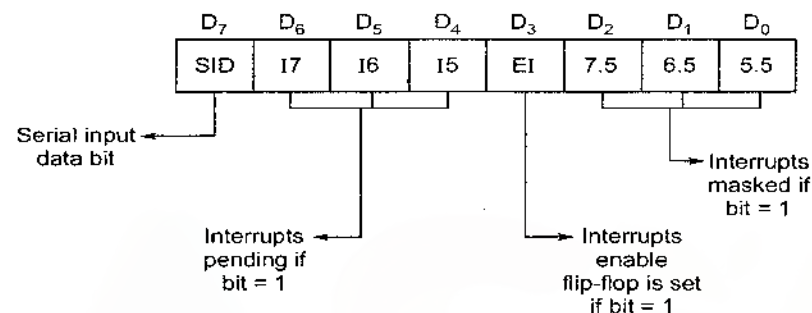 D₇ D₆ D₅ D₄ D₃ D₂ D₁ D₀
SID I7 I6 I5 EI 7.5 6.5 5.5
Serial input
data bit
Interrupts
masked if
bit = 1
Interrupts
pending if
bit = 1
Interrupts
enable
flip-flop is set
if bit = 1